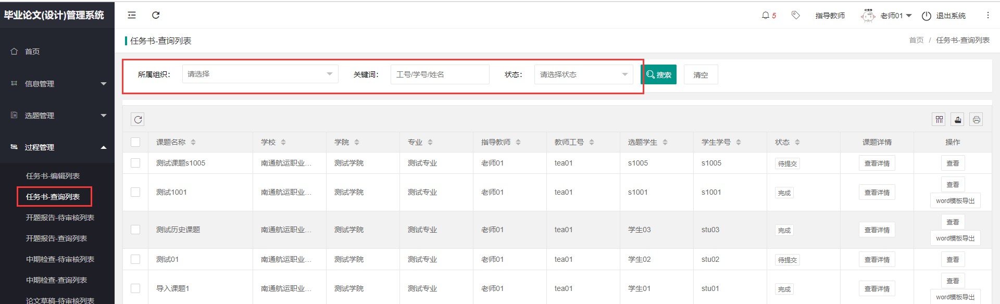 毕业论文(设计)管理系统
5 指导教师 老师01 退出系统
首页
信息管理
选题管理
过程管理
任务书-编辑列表
任务书-查询列表
开题报告-待审核列表
开题报告-查询列表
中期检查-待审核列表
中期检查-查询列表
论文草稿-待审核列表
任务书-查询列表
首页 / 任务书-查询列表
所属组织: 请选择 关键词: 工号/学号/姓名 状态: 请选择状态 搜索 清空
课题名称 学校 学院 专业 指导教师 教师工号 选题学生 学生学号 状态 课题详情 操作
测试课题s1005 南通航运职业... 测试学院 测试专业 老师01 tea01 s1005 s1005 待提交 查看详情 查看
测试1001 南通航运职业... 测试学院 测试专业 老师01 tea01 s1001 s1001 完成 查看详情 查看
word模板导出
测试历史课题 南通航运职业... 测试学院 测试专业 老师01 tea01 学生03 stu03 完成 查看详情 查看
word模板导出
测试01 南通航运职业... 测试学院 测试专业 老师01 tea01 学生02 stu02 待提交 查看详情 查看
导入课题1 南通航运职业... 测试学院 测试专业 老师01 tea01 学生01 stu01 完成 查看详情 查看
word模板导出